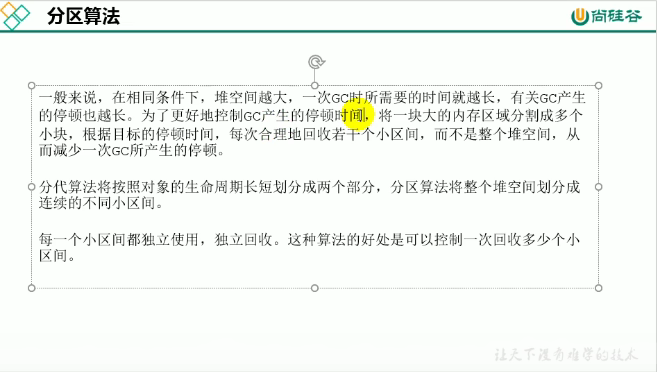 分区算法
尚硅谷
一般来说，在相同条件下，堆空间越大，一次GC时所需要的时间就越长，有关GC产生
的停顿也越长。为了更好地控制GC产生的停顿时间，将一块大的内存区域分割成多个
小块，根据目标的停顿时间，每次合理地回收若干个小区间，而不是整个堆空间，从
而减少一次GC所产生的停顿。
分代算法将按照对象的生命周期长短划分成两个部分，分区算法将整个堆空间划分成
连续的不同小区间。
每一个小区间都独立使用，独立回收。这种算法的好处是可以控制一次回收多少个小
区间。
让天下没有难学的技术